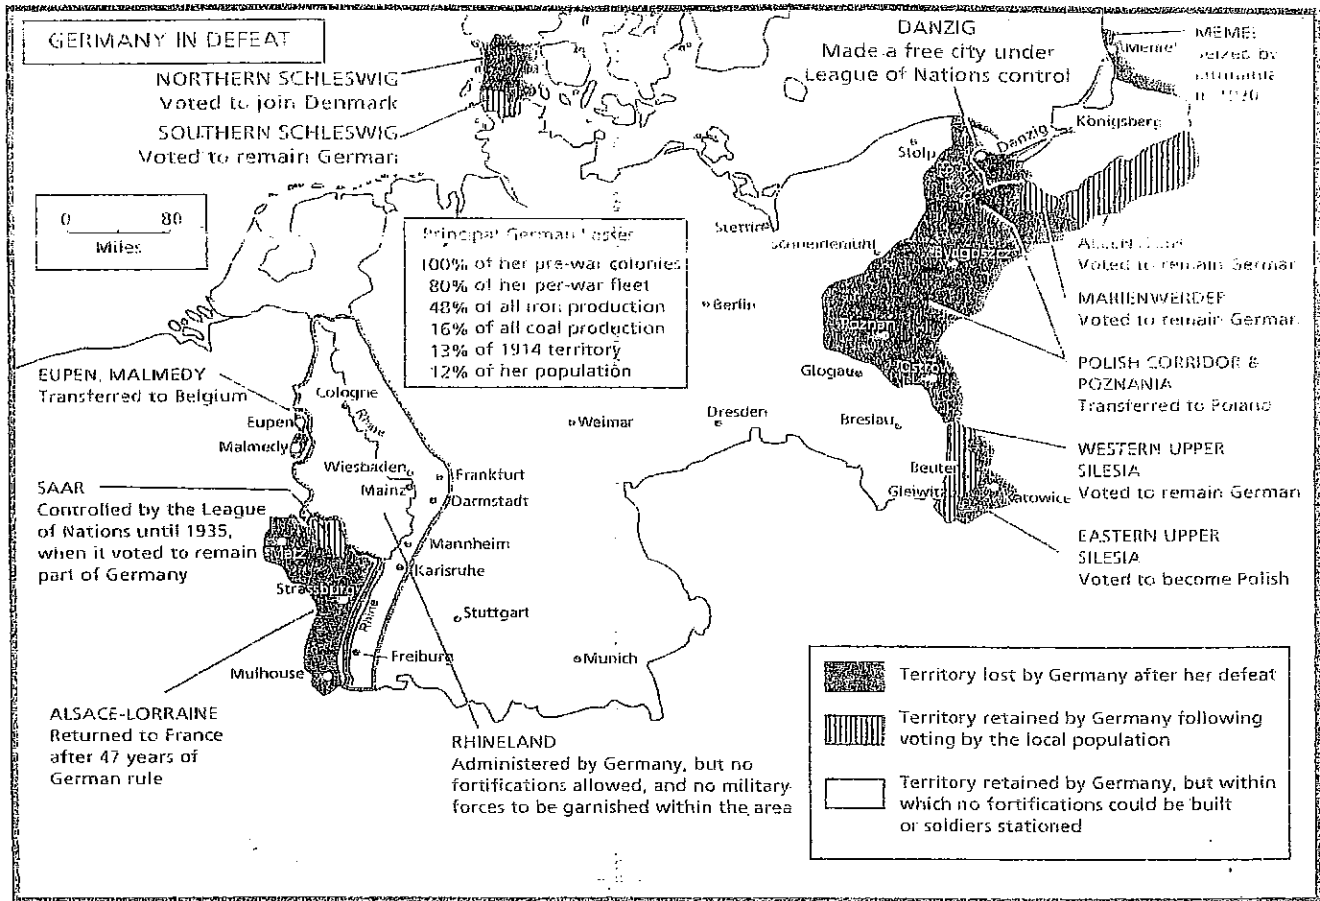 GERMANY IN DEFEAT
NORTHERN SCHLESWIG
Voted to join Denmark
SOUTHERN SCHLESWIG
Voted to remain German
DANZIG
Made a free city under
League of Nations control
Memel
Königsberg
Danzig
Stolp
0 80
Miles
Principal German
100% of her pre-war colonies
80% of her per-war fleet
48% of all iron production
16% of all coal production
13% of 1914 territory
12% of her population
Bydgoszcz
Berlin
Poznan
Glogau
Voted to remain German
MARIENWERDER
Voted to remain German
POLISH CORRIDOR &
POZNANIA
Transferred to Poland
EUPEN, MALMEDY
Transferred to Belgium
Cologne
Rhine
Eupen
Malmedy
Weimar
Dresden
Breslau
Wiesbaden
Mainz
Frankfurt
Darmstadt
Beuten
Gleiwitz
Katowice
WESTERN UPPER
SILESIA
Voted to remain German
EASTERN UPPER
SILESIA
Voted to become Polish
SAAR
Controlled by the League
of Nations until 1935,
when it voted to remain
part of Germany
Metz
Mannheim
Karlsruhe
Strassburg
Rhine
Stuttgart
Freiburg
Munich
Mulhouse
ALSACE-LORRAINE
Returned to France
after 47 years of
German rule
RHINELAND
Administered by Germany, but no
fortifications allowed, and no military
forces to be garnished within the area
Territory lost by Germany after her defeat
Territory retained by Germany following
voting by the local population
Territory retained by Germany, but within
which no fortifications could be built
or soldiers stationed